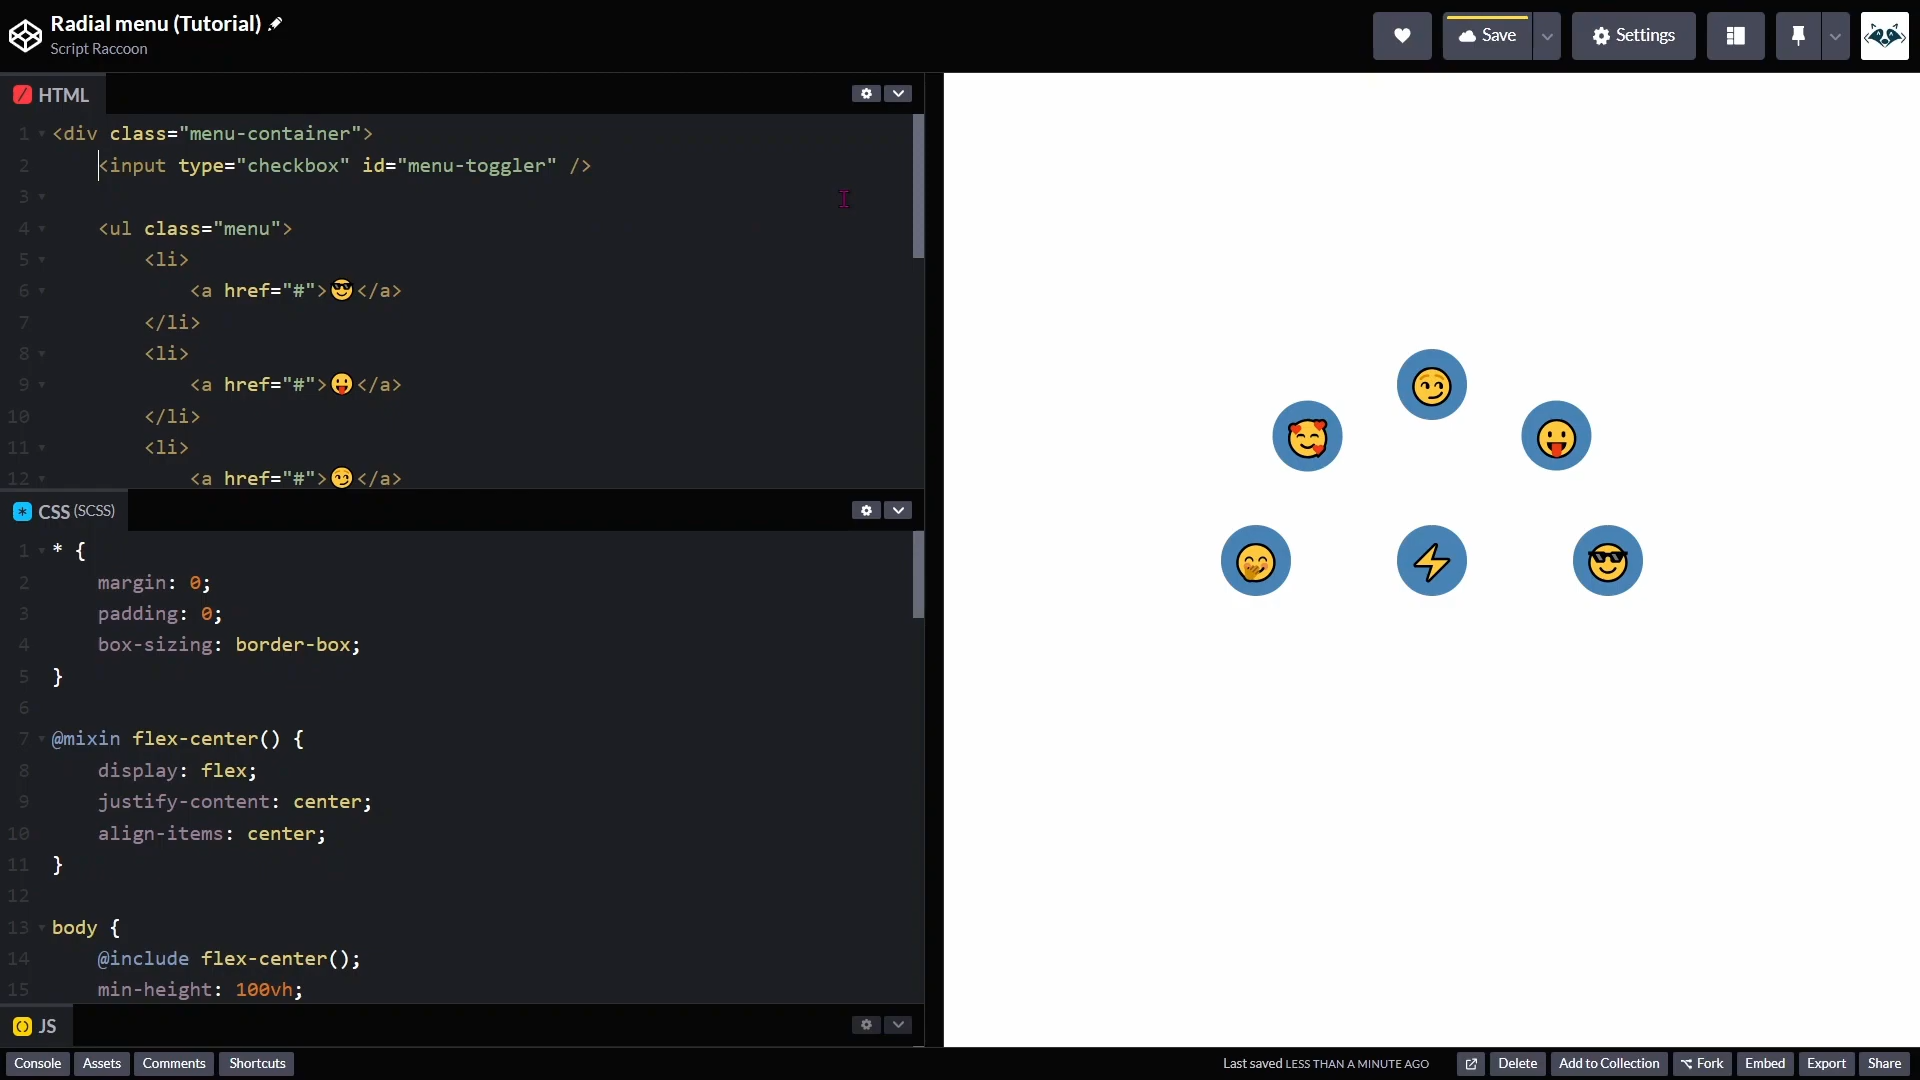 Radial menu (Tutorial)
Script Raccoon
Save
Settings
HTML
1 <div class="menu-container">
2 <input type="checkbox" id="menu-toggler" />
3
4 <ul class="menu">
5 <li>
6 <a href="#">😎</a>
7 </li>
8 <li>
9 <a href="#">😛</a>
10 </li>
11 <li>
12 <a href="#">😏</a>
CSS (SCSS)
1 * {
2 margin: 0;
3 padding: 0;
4 box-sizing: border-box;
5 }
6
7 @mixin flex-center() {
8 display: flex;
9 justify-content: center;
10 align-items: center;
11 }
12
13 body {
14 @include flex-center();
15 min-height: 100vh;
JS
Console Assets Comments Shortcuts
Last saved LESS THAN A MINUTE AGO
Delete Add to Collection Fork Embed Export Share